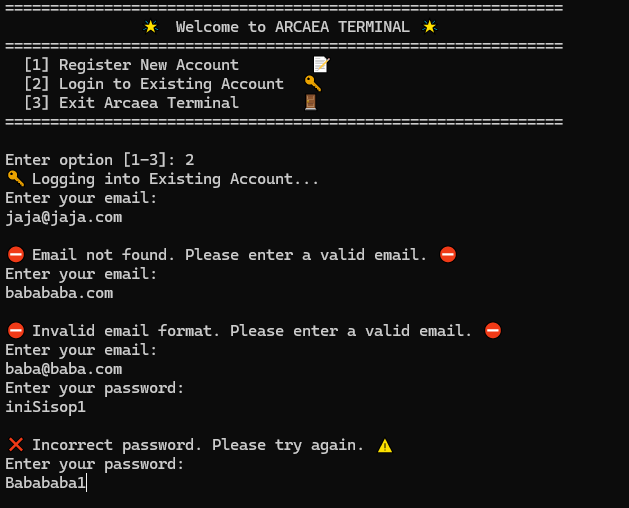 ==============================================================
🌟 Welcome to ARCAEA TERMINAL 🌟
==============================================================
[1] Register New Account 📝
[2] Login to Existing Account 🔑
[3] Exit Arcaea Terminal 🚪
==============================================================
Enter option [1-3]: 2
🔑 Logging into Existing Account...
Enter your email:
jaja@jaja.com
⛔ Email not found. Please enter a valid email. ⛔
Enter your email:
babababa.com
⛔ Invalid email format. Please enter a valid email. ⛔
Enter your email:
baba@baba.com
Enter your password:
iniSisop1
❌ Incorrect password. Please try again. ⚠️
Enter your password:
Babababa1